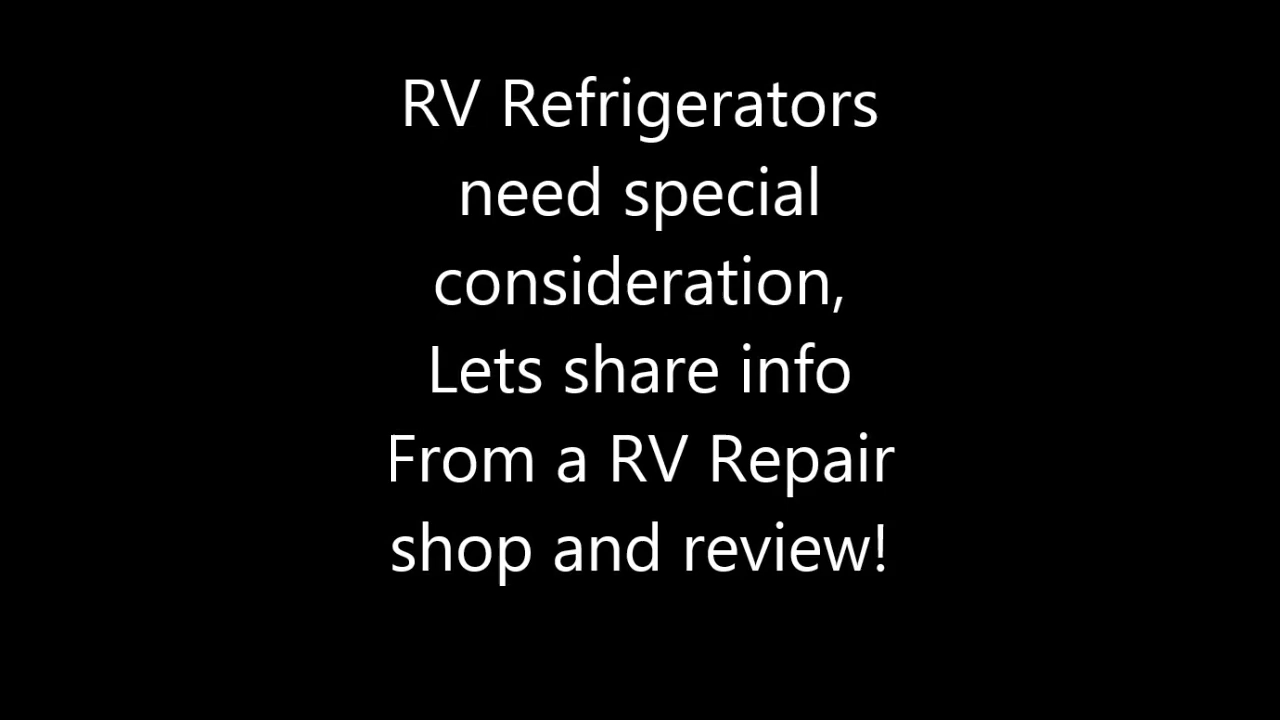 RV Refrigerators
need special
consideration,
Lets share info
From a RV Repair
shop and review!